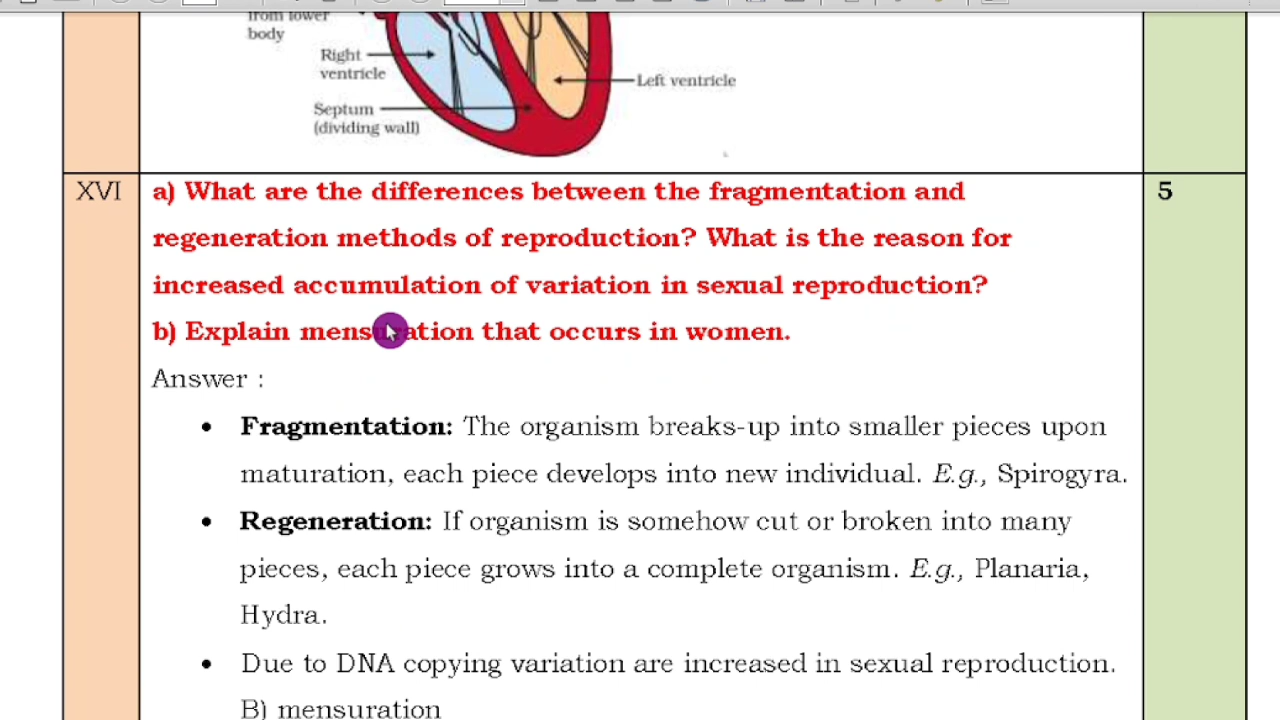 from lower
body
Right
ventricle
Left ventricle
Septum
(dividing wall)
XVI
a) What are the differences between the fragmentation and
5
regeneration methods of reproduction? What is the reason for
increased accumulation of variation in sexual reproduction?
b) Explain mensuration that occurs in women.
Answer :
• Fragmentation: The organism breaks-up into smaller pieces upon
maturation, each piece develops into new individual. E.g., Spirogyra.
• Regeneration: If organism is somehow cut or broken into many
pieces, each piece grows into a complete organism. E.g., Planaria,
Hydra.
• Due to DNA copying variation are increased in sexual reproduction.
B) mensuration